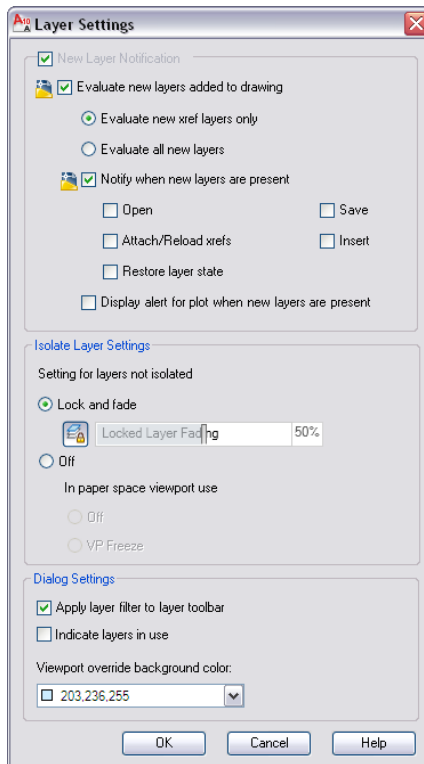 A10
A
Layer Settings
New Layer Notification
Evaluate new layers added to drawing
Evaluate new xref layers only
Evaluate all new layers
Notify when new layers are present
Open Save
Attach/Reload xrefs Insert
Restore layer state
Display alert for plot when new layers are present
Isolate Layer Settings
Setting for layers not isolated
Lock and fade
Locked Layer Fading 50%
Off
In paper space viewport use
Off
VP Freeze
Dialog Settings
Apply layer filter to layer toolbar
Indicate layers in use
Viewport override background color:
203,236,255
OK Cancel Help